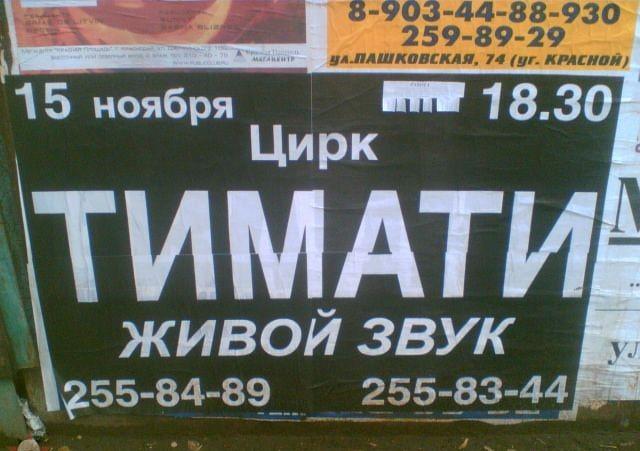 8-903-44-88-930
259-89-29
ул.ПАШКОВСКАЯ, 74 (уг. КРАСНОЙ)
МЕГАЦЕНТР
15 ноября 18.30
Цирк
ТИМАТИ
ЖИВОЙ ЗВУК
255-84-89 255-83-44